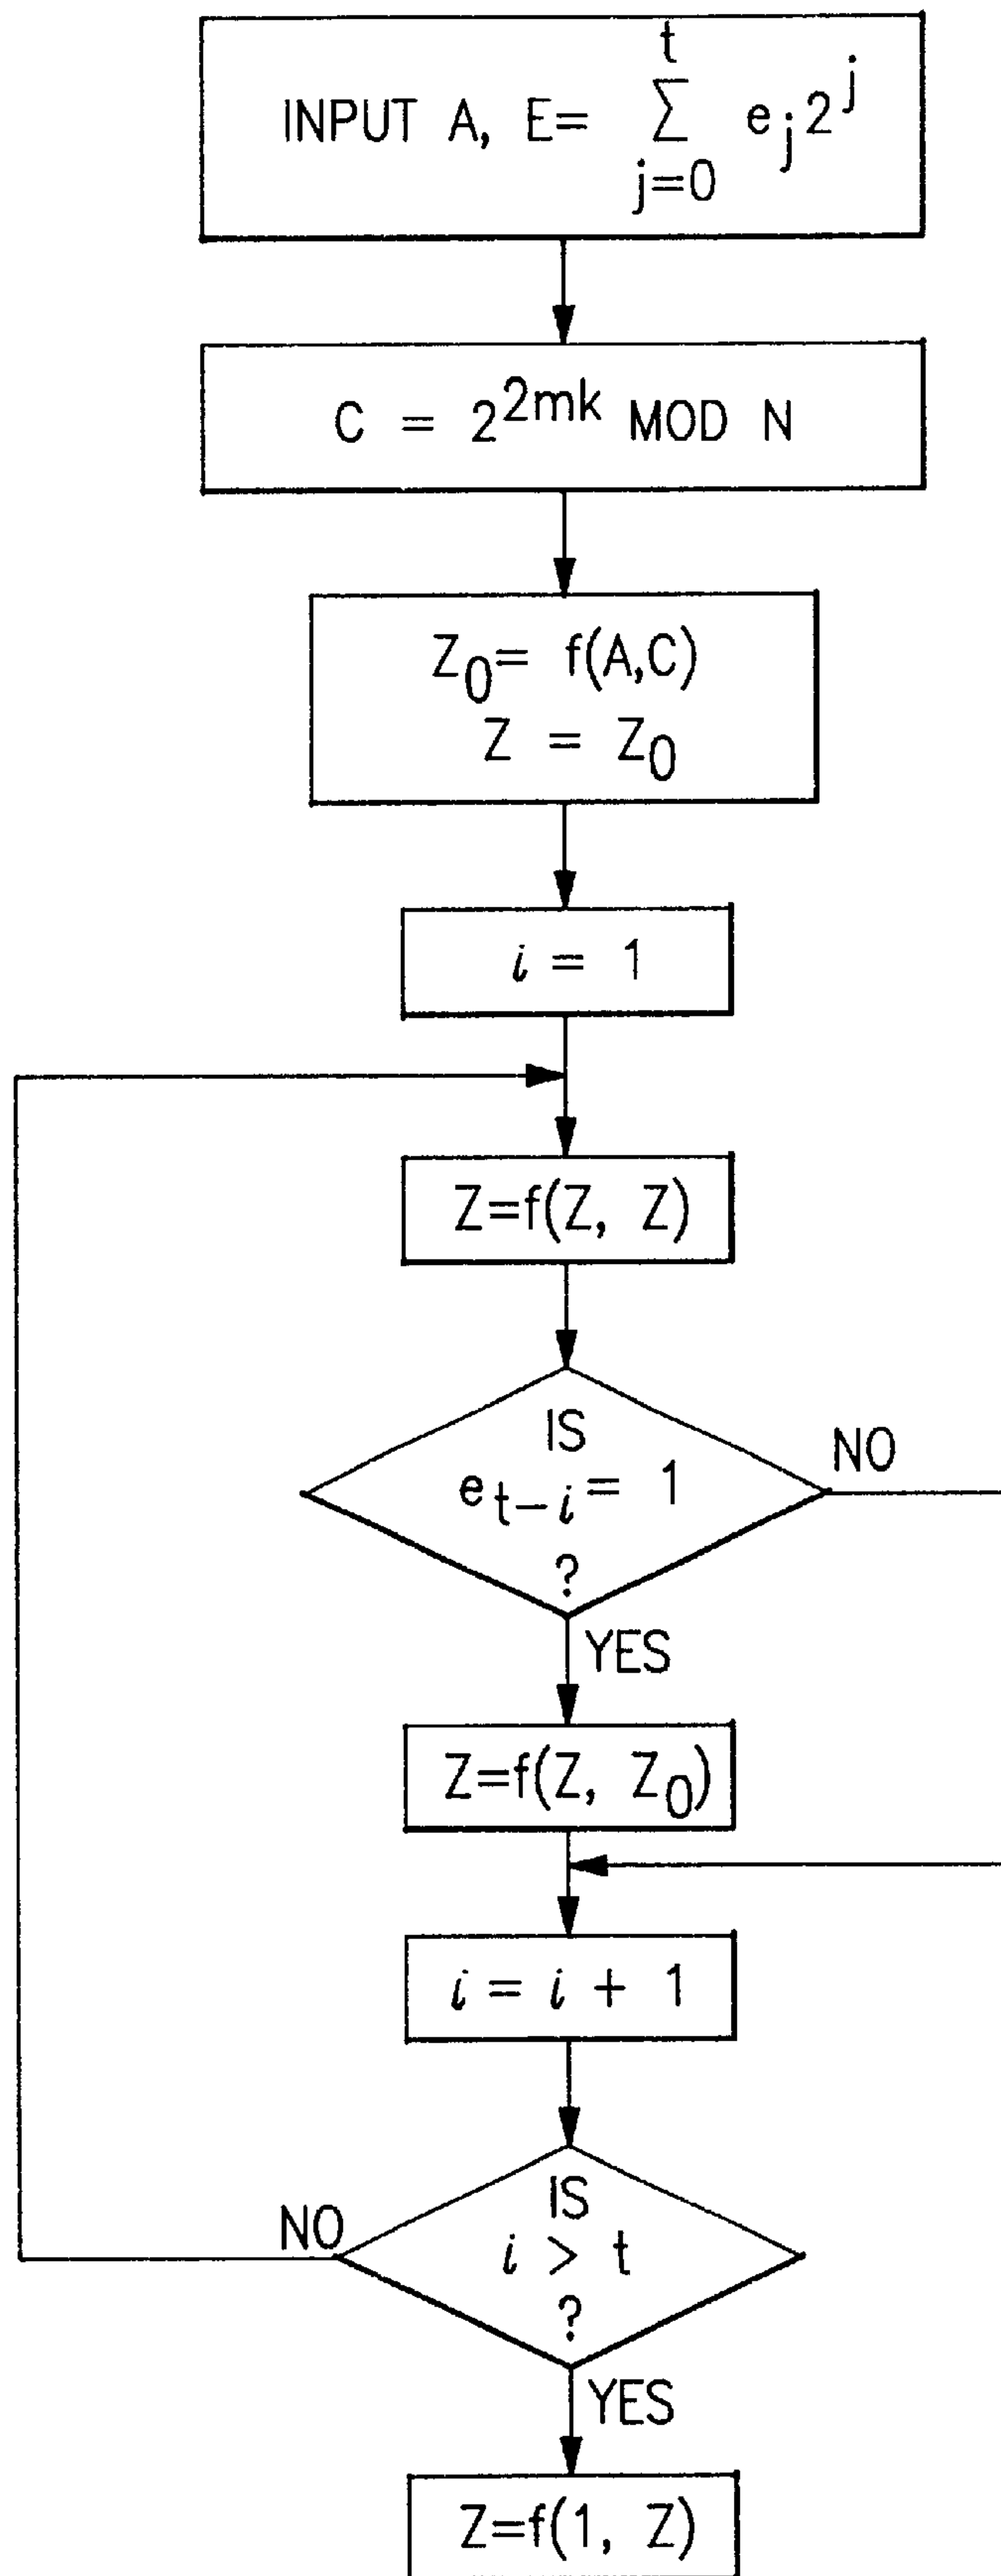 INPUT A, E= \sum_{j=0}^{t} e_j 2^j
C = 2^{2mk} MOD N
Z_0= f(A,C)
Z = Z_0
i = 1
Z=f(Z, Z)
IS
e_{t-i}= 1
?
NO
YES
Z=f(Z, Z_0)
i = i + 1
IS
i > t
?
NO
YES
Z=f(1, Z)